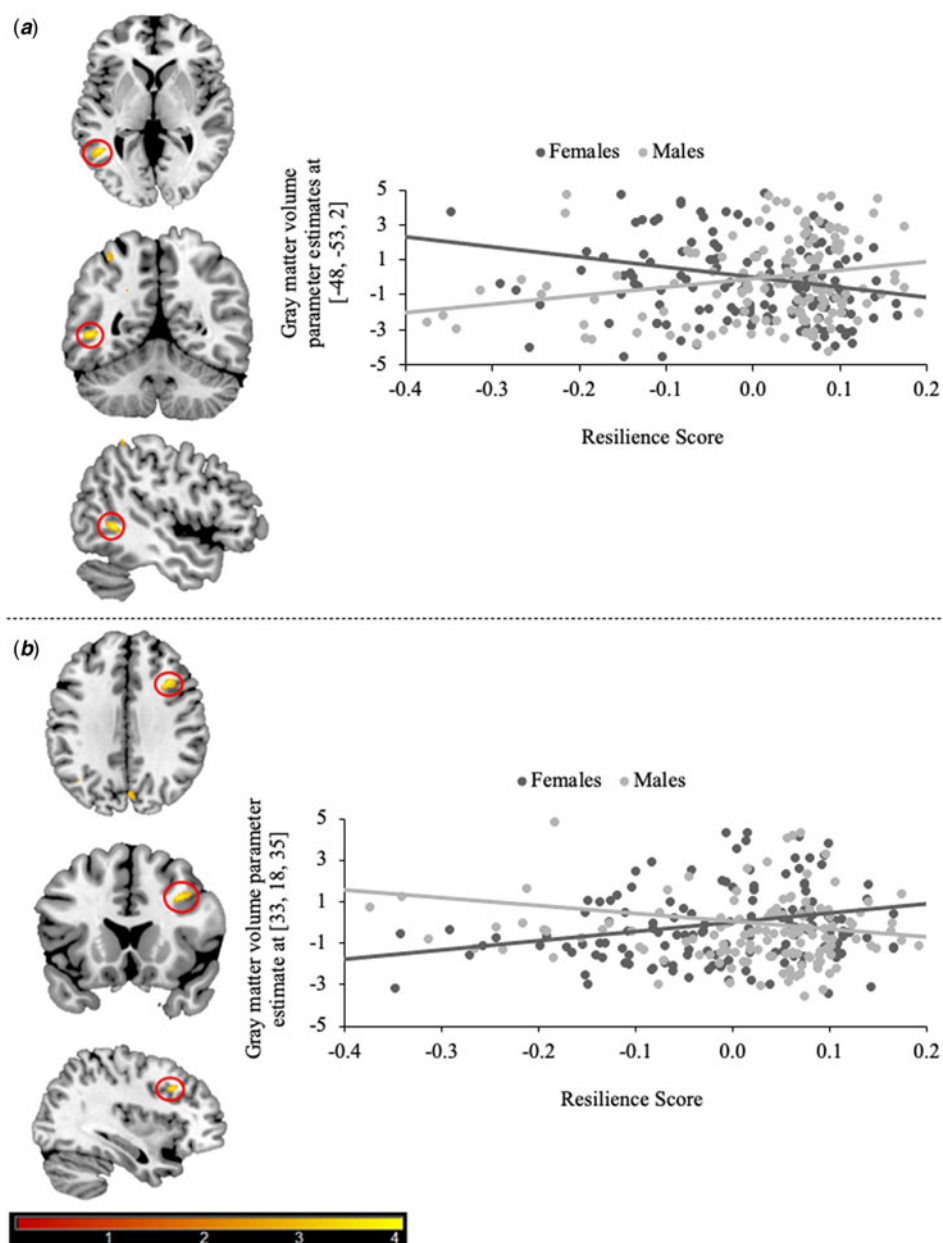 (a)
Females Males
Gray matter volume
parameter estimates at
[-48, -53, 2]
5
3
1
-1
-3
-5
-0.4 -0.3 -0.2 -0.1 0.0 0.1 0.2
Resilience Score
(b)
Females Males
Gray matter volume parameter
estimate at [33, 18, 35]
5
3
1
-1
-3
-5
-0.4 -0.3 -0.2 -0.1 0.0 0.1 0.2
Resilience Score
1 2 3 4